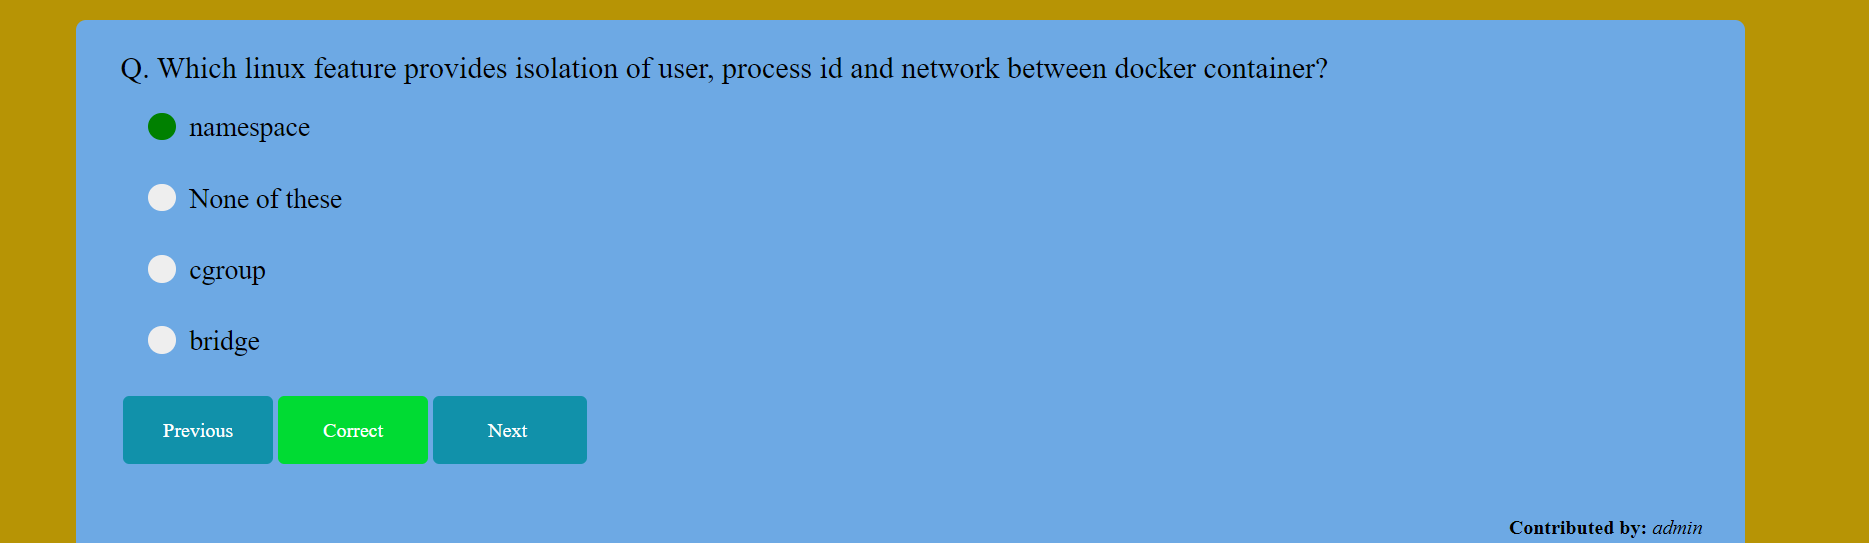 Q. Which linux feature provides isolation of user, process id and network between docker container?
namespace
None of these
cgroup
bridge
Previous Correct Next
Contributed by: admin